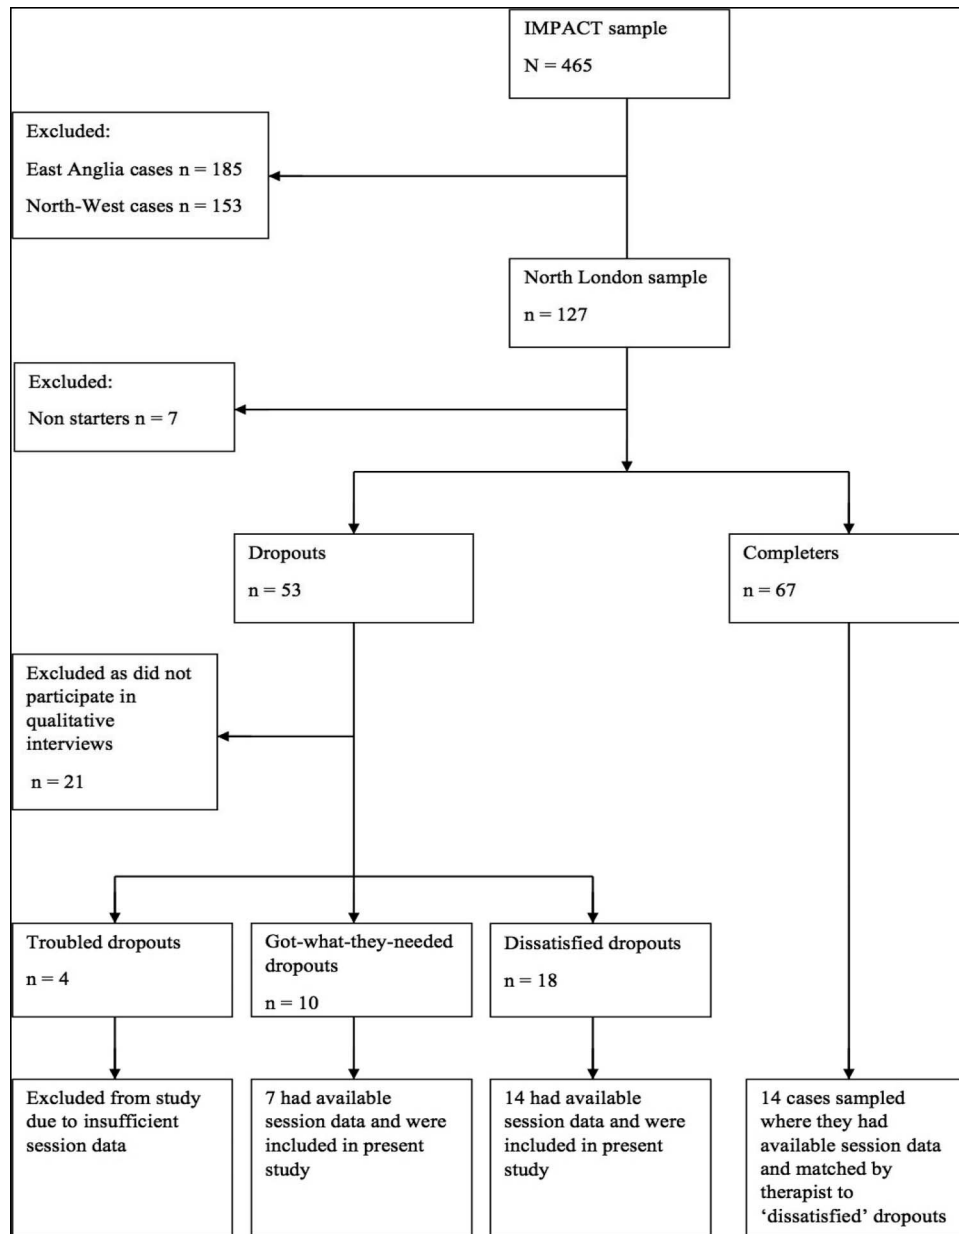 IMPACT sample
N = 465
Excluded:
East Anglia cases n = 185
North-West cases n = 153
North London sample
n = 127
Excluded:
Non starters n = 7
Dropouts
n = 53
Completers
n = 67
Excluded as did not
participate in
qualitative
interviews
n = 21
Troubled dropouts
n = 4
Got-what-they-needed
dropouts
n = 10
Dissatisfied dropouts
n = 18
Excluded from study
due to insufficient
session data
7 had available
session data and were
included in present
study
14 had available
session data and were
included in present
study
14 cases sampled
where they had
available session data
and matched by
therapist to
‘dissatisfied’ dropouts